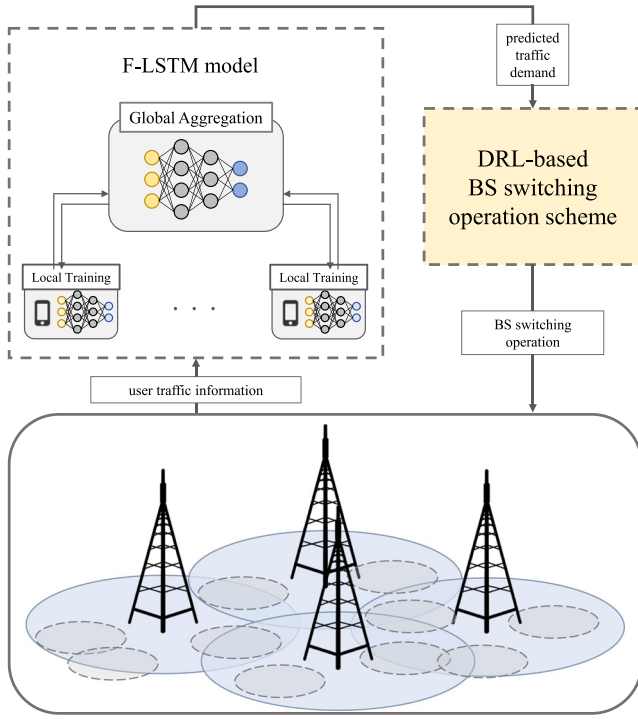 F-LSTM model
Global Aggregation
Local Training
. . .
Local Training
predicted
traffic
demand
DRL-based
BS switching
operation scheme
BS switching
operation
user traffic information